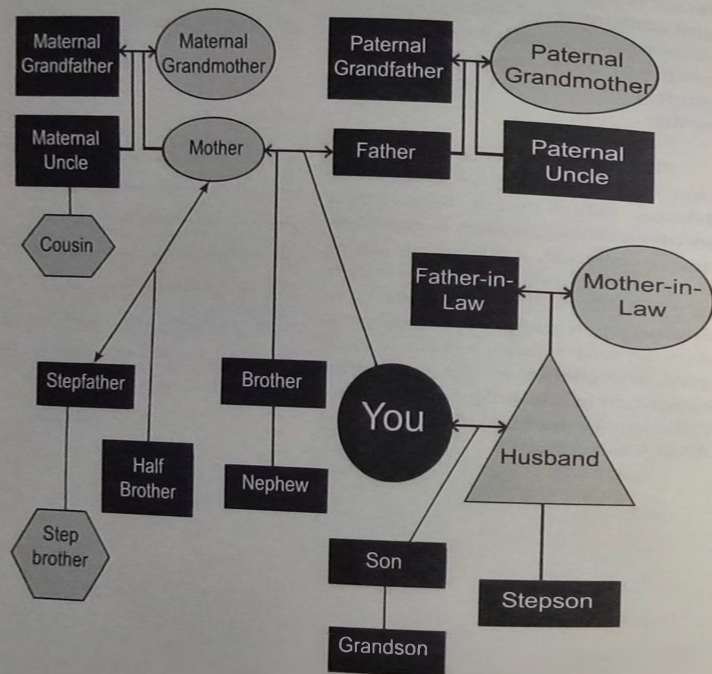 Maternal
Grandfather
Maternal
Grandmother
Paternal
Grandfather
Paternal
Grandmother
Maternal
Uncle
Mother
Father
Paternal
Uncle
Cousin
Father-in-
Law
Mother-in-
Law
Stepfather
Brother
You
Husband
Half
Brother
Nephew
Step
brother
Son
Stepson
Grandson